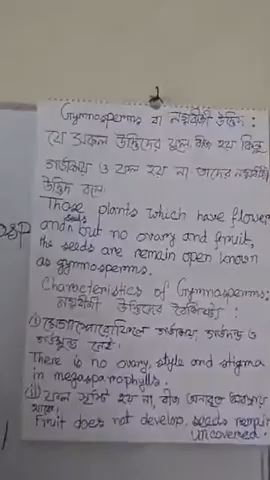 Gymnosperms বা নগ্নবীজী উদ্ভিদ :
যে সকল উদ্ভিদের ফুল, বীজ হয় কিন্তু
গর্ভাশয় ও ফল হয় না তাদের নগ্নবীজী
উদ্ভিদ বলে।
Those plants which have flower
seeds
and but no ovary and fruit,
the seeds are remain open known
as gymnosperms.
Characteristics of Gymnosperms:
নগ্নবীজী উদ্ভিদের বৈশিষ্ট্য :
(i) মেগাস্পোরোফিলে গর্ভাশয়, গর্ভদন্ড ও
গর্ভমুন্ড নেই।
There is no ovary, style and stigma
in megasparophylls.
(ii) ফল সৃষ্টি হয় না, বীজ অনাবৃত অবস্থায়
থাকে।
Fruit does not develop, seeds remain
uncovered.